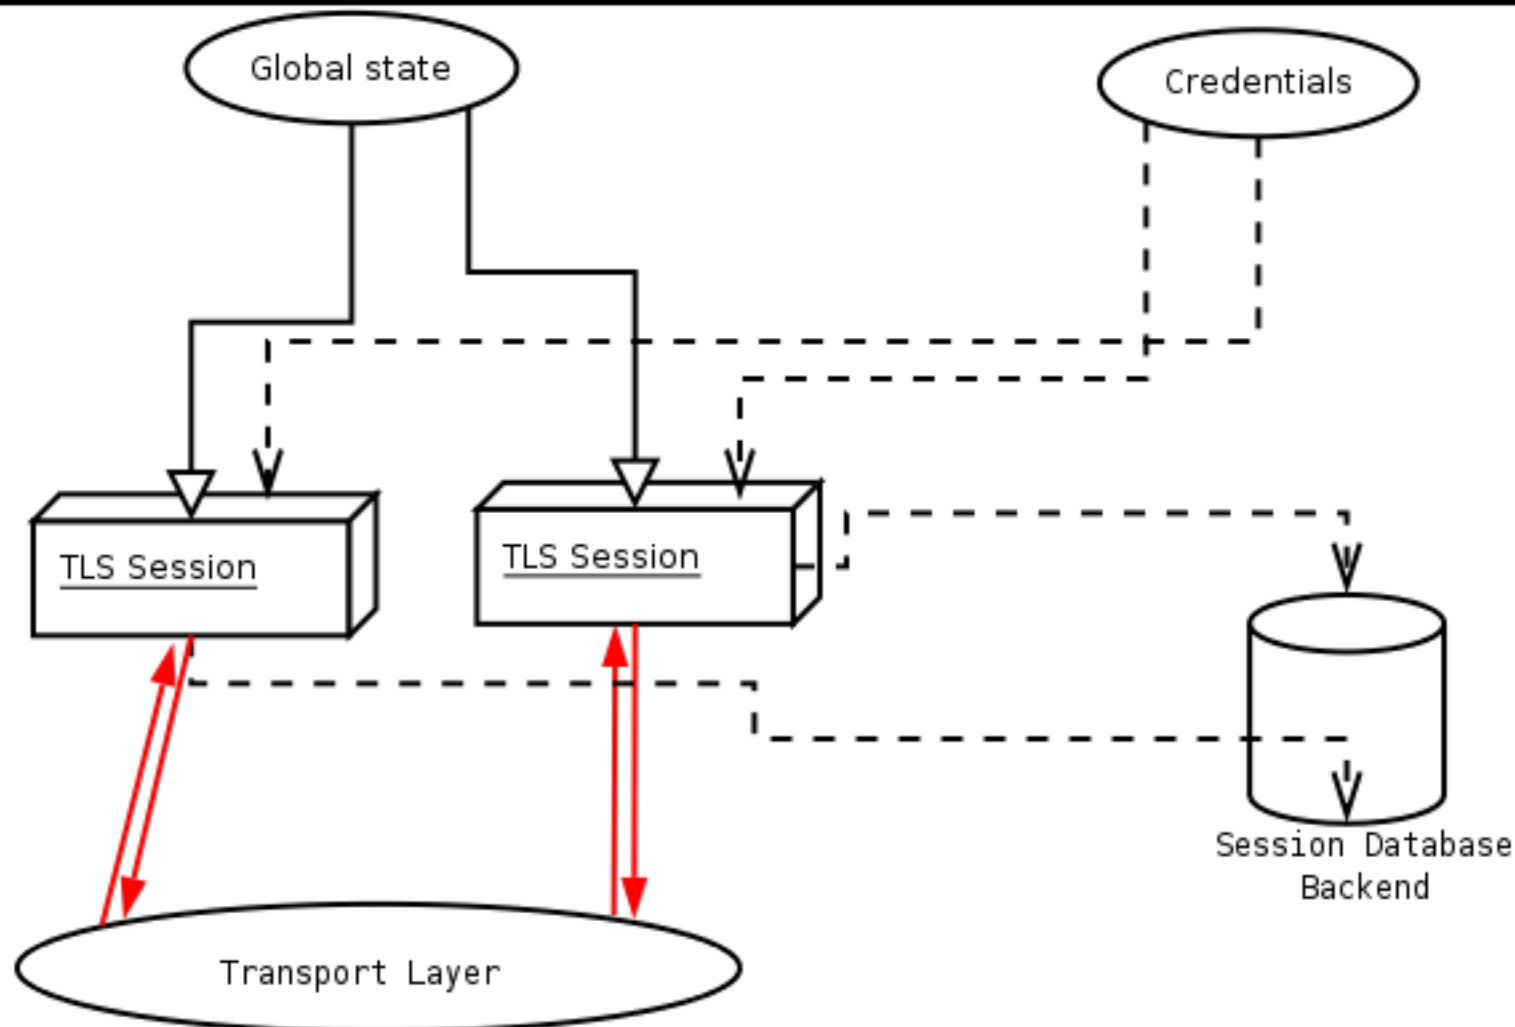 Global state
Credentials
TLS Session
TLS Session
Session Database
Backend
Transport Layer